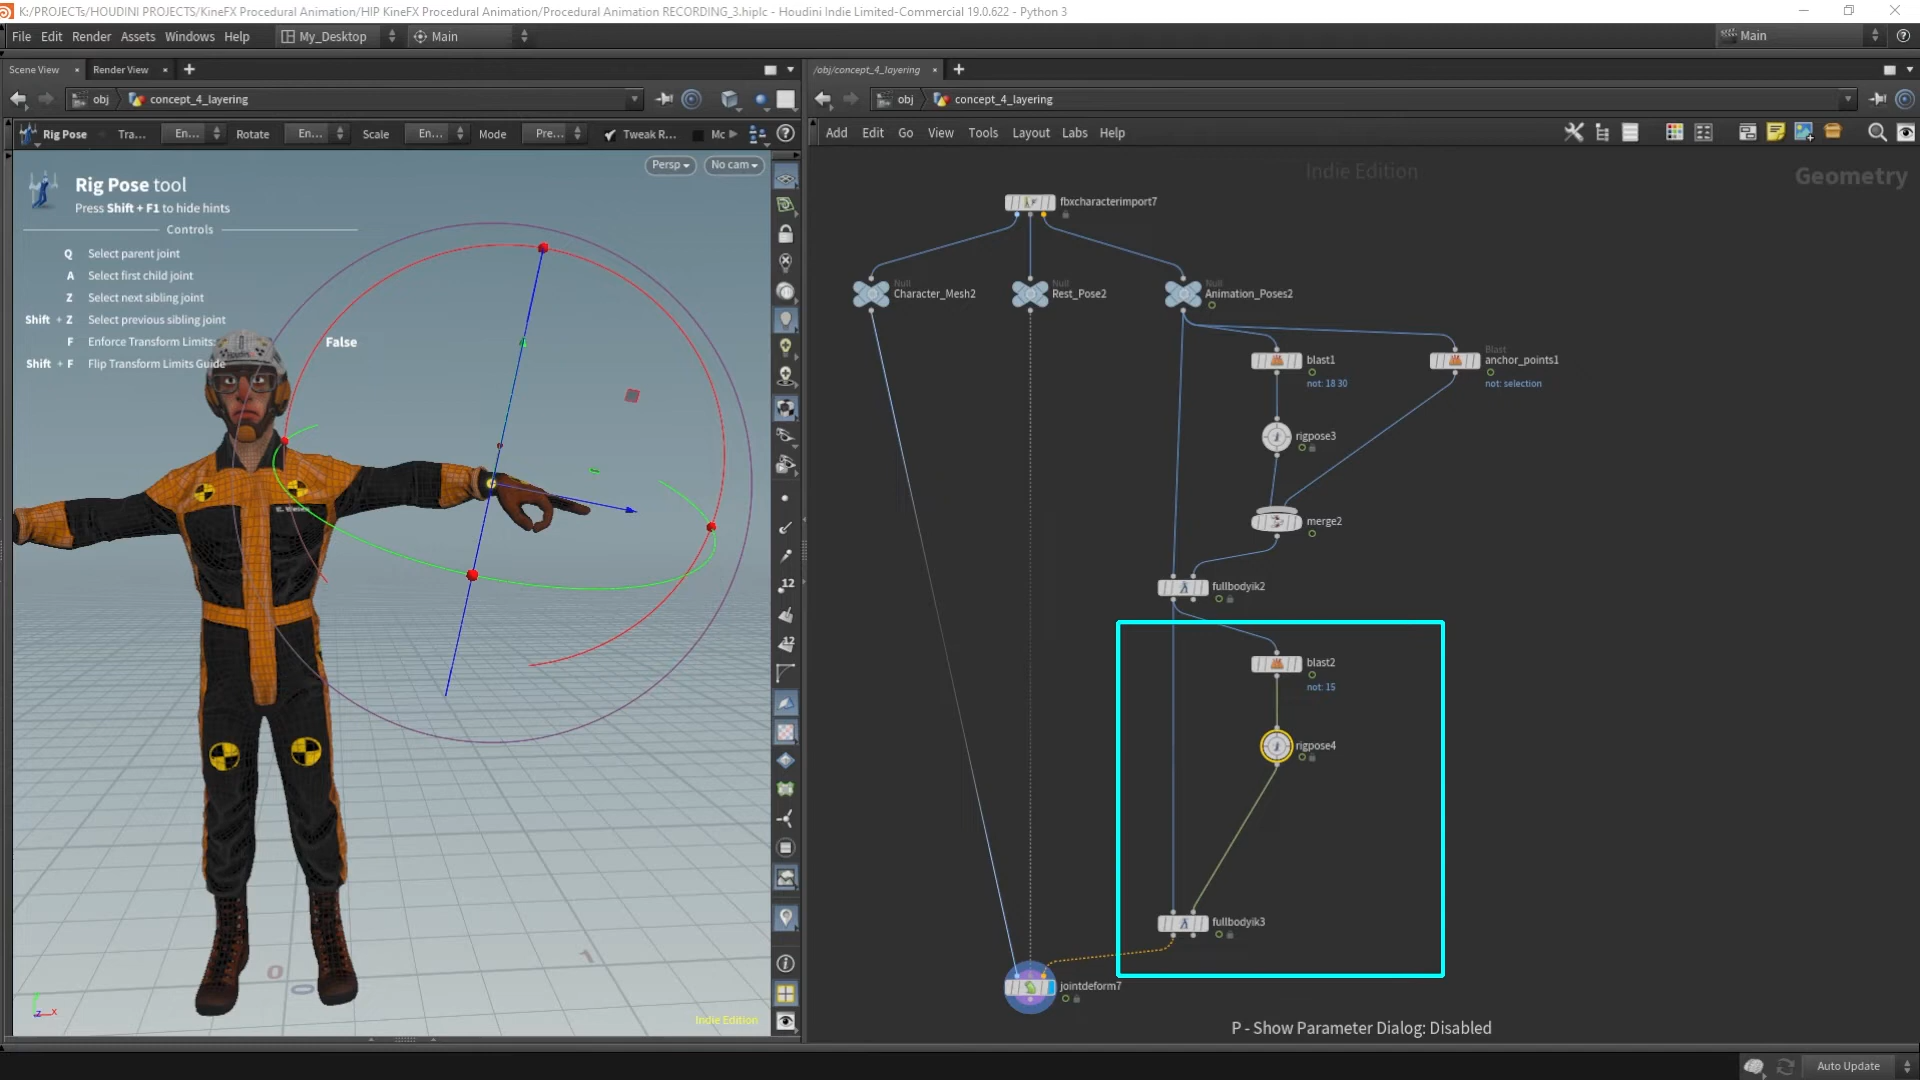 K:/PROJECTs/HOUDINI PROJECTS/KineFX Procedural Animation/HIP KineFX Procedural Animation/Procedural Animation RECORDING_3.hiplc - Houdini Indie Limited-Commercial 19.0.622 - Python 3
File Edit Render Assets Windows Help My_Desktop Main Main
Scene View × Render View × +
/obj/concept_4_layering × +
obj concept_4_layering
obj concept_4_layering
Rig Pose Tra... En... Rotate En... Scale En... Mode Pre... Tweak R... Mc
Add Edit Go View Tools Layout Labs Help
Persp No cam
Rig Pose tool
Press Shift + F1 to hide hints
Controls
Q Select parent joint
A Select first child joint
Z Select next sibling joint
Shift + Z Select previous sibling joint
F Enforce Transform Limits: False
Shift + F Flip Transform Limits Guide
12
12
0
0
1
z x
Indie Edition
Indie Edition
Geometry
fbxcharacterimport7
Null
Character_Mesh2
Null
Rest_Pose2
Null
Animation_Poses2
blast1
not: 18 30
Blast
anchor_points1
not: selection
rigpose3
merge2
fullbodyik2
blast2
not: 15
rigpose4
fullbodyik3
jointdeform7
P - Show Parameter Dialog: Disabled
Auto Update